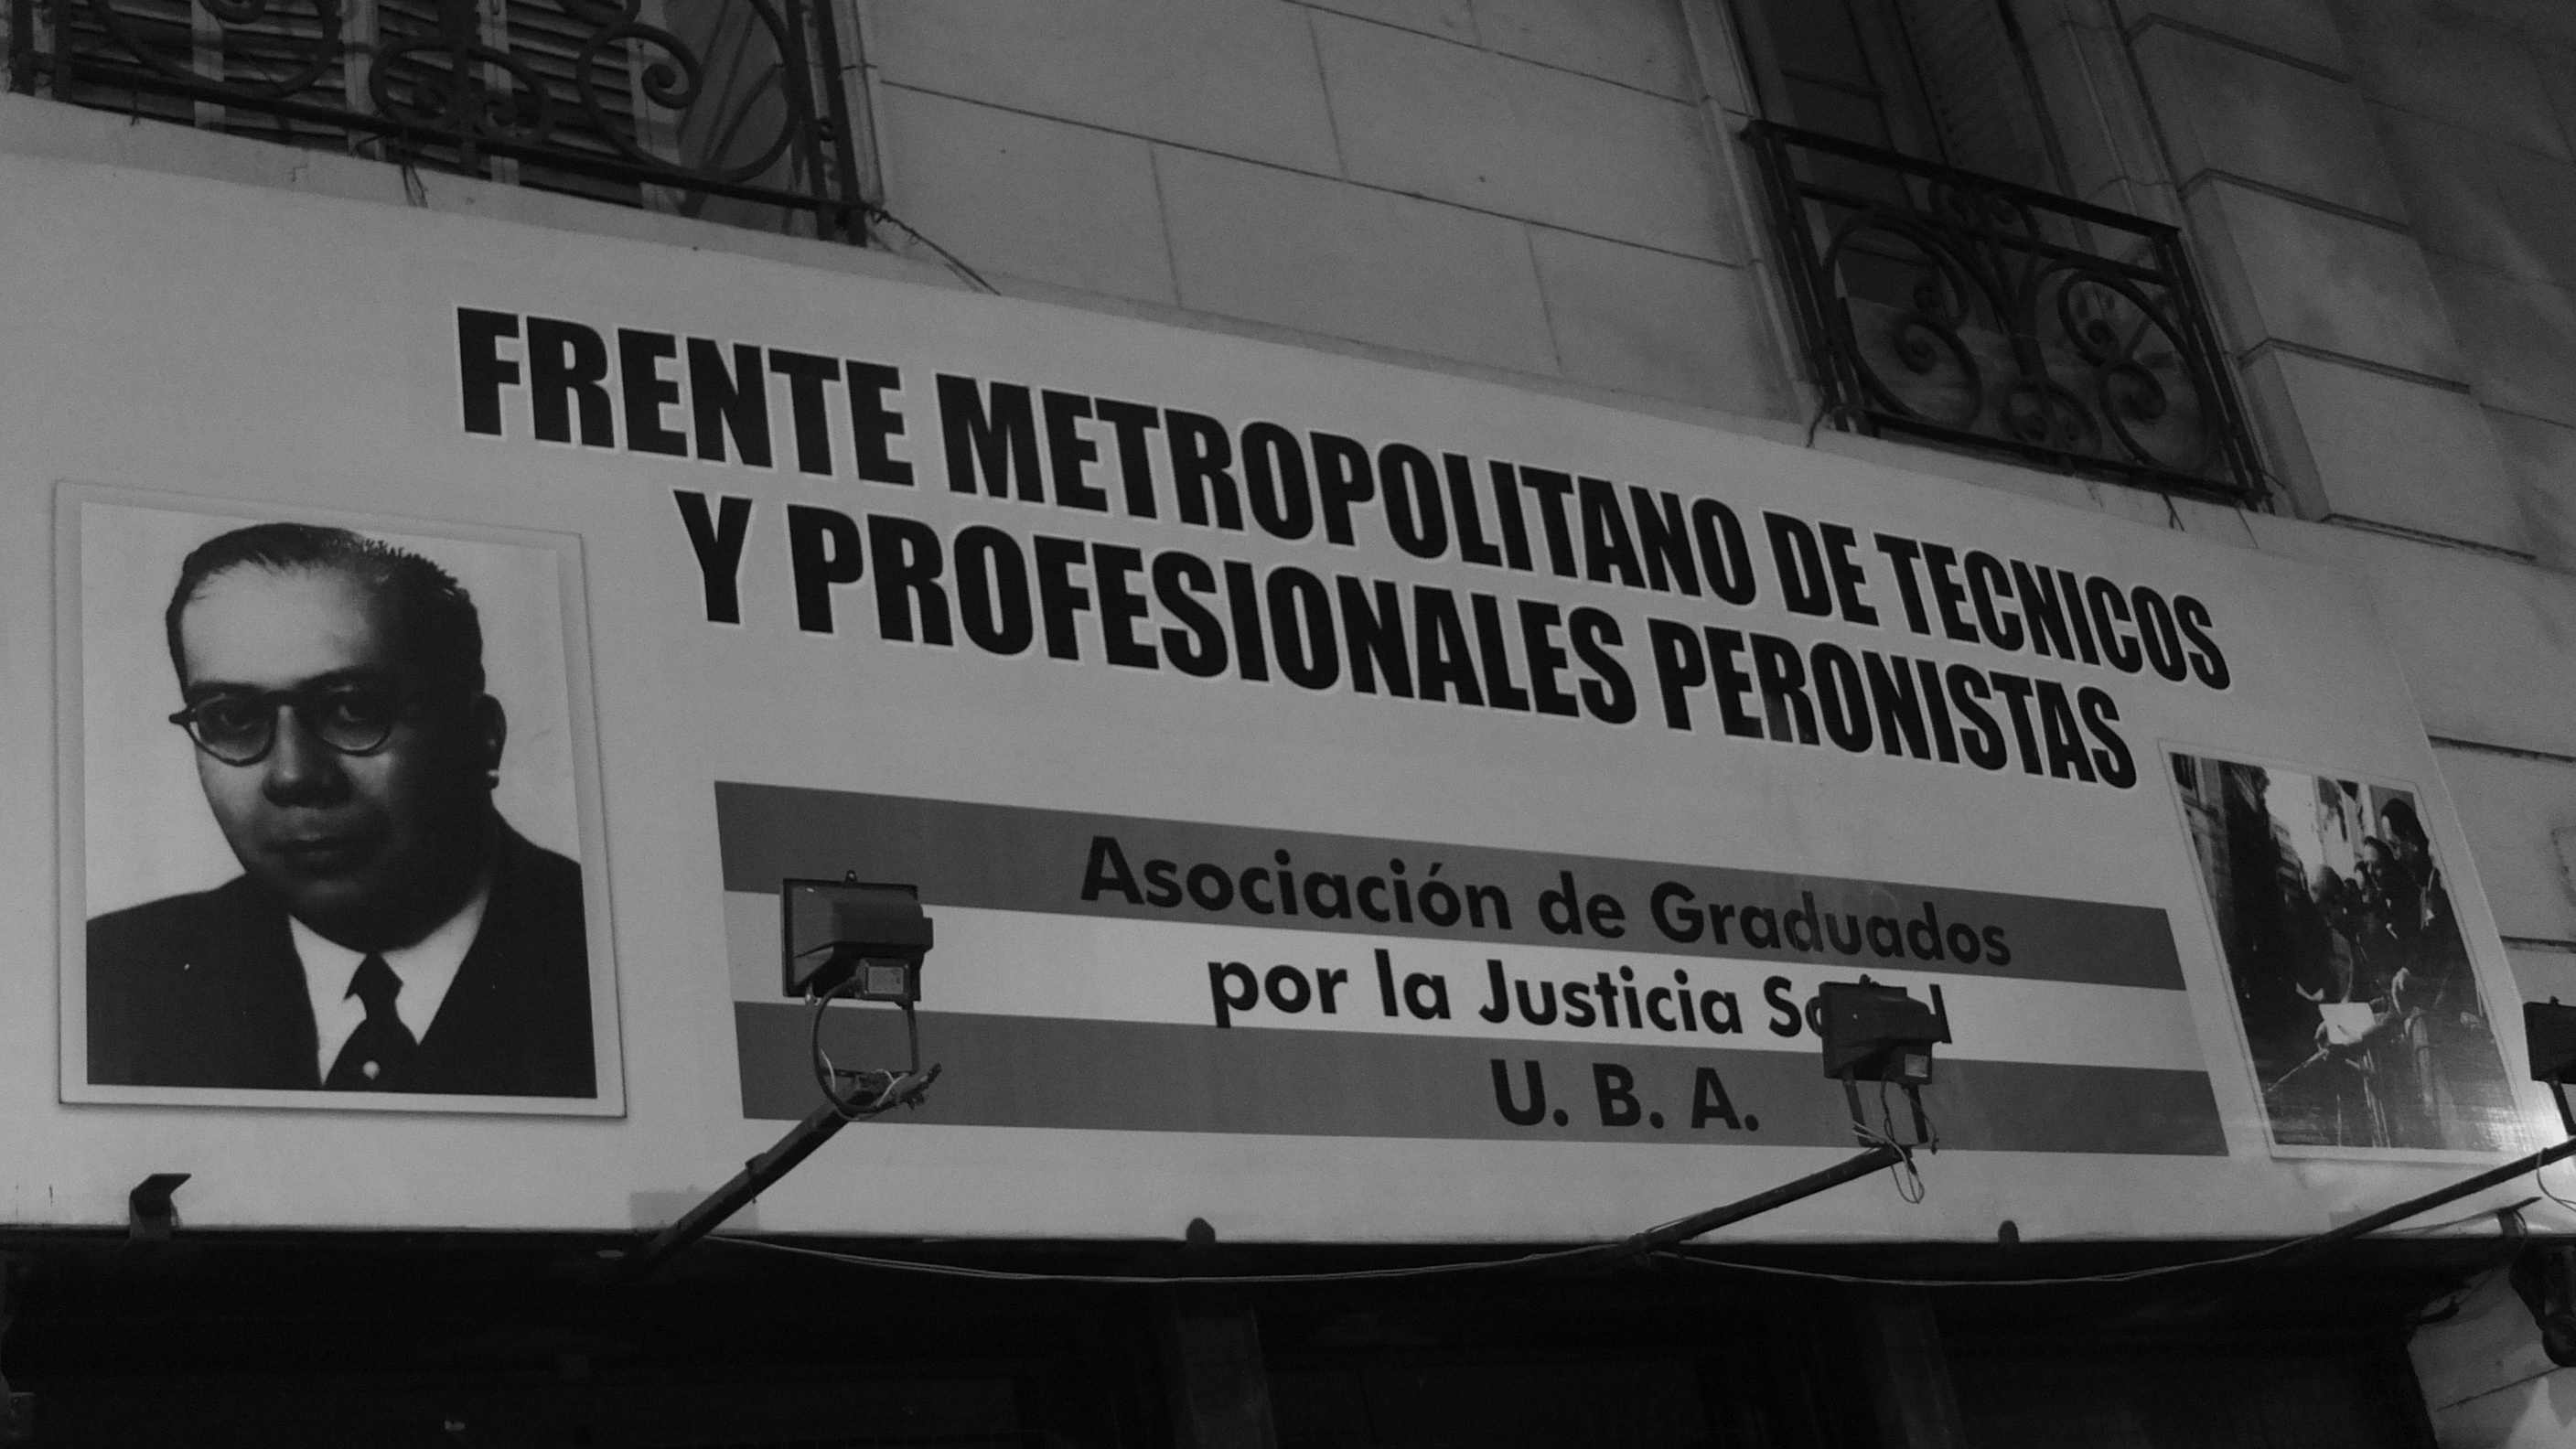 FRENTE METROPOLITANO DE TECNICOS
Y PROFESIONALES PERONISTAS
Asociación de Graduados
por la Justicia
U. B. A.